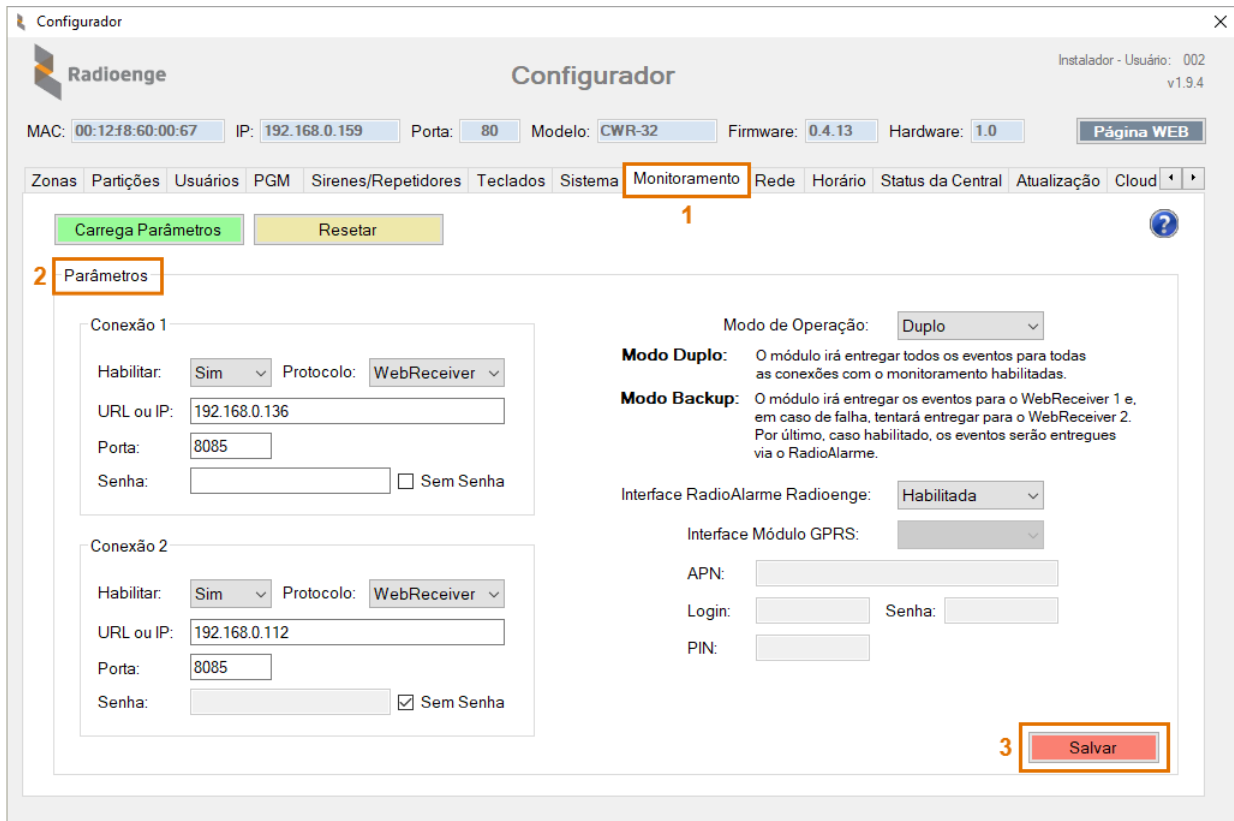 Configurador
Radioenge
Configurador
Instalador - Usuário: 002
v1.9.4
MAC: 00:12:f8:60:00:67 IP: 192.168.0.159 Porta: 80 Modelo: CWR-32 Firmware: 0.4.13 Hardware: 1.0 Página WEB
Zonas Partições Usuários PGM Sirenes/Repetidores Teclados Sistema Monitoramento Rede Horário Status da Central Atualização Cloud
1
Carrega Parâmetros Resetar ?
2 Parâmetros
Conexão 1
Habilitar: Sim Protocolo: WebReceiver
URL ou IP: 192.168.0.136
Porta: 8085
Senha: Sem Senha
Conexão 2
Habilitar: Sim Protocolo: WebReceiver
URL ou IP: 192.168.0.112
Porta: 8085
Senha: Sem Senha
Modo de Operação: Duplo
Modo Duplo: O módulo irá entregar todos os eventos para todas
as conexões com o monitoramento habilitadas.
Modo Backup: O módulo irá entregar os eventos para o WebReceiver 1 e,
em caso de falha, tentará entregar para o WebReceiver 2.
Por último, caso habilitado, os eventos serão entregues
via o RadioAlarme.
Interface RadioAlarme Radioenge: Habilitada
Interface Módulo GPRS:
APN:
Login: Senha:
PIN:
3 Salvar